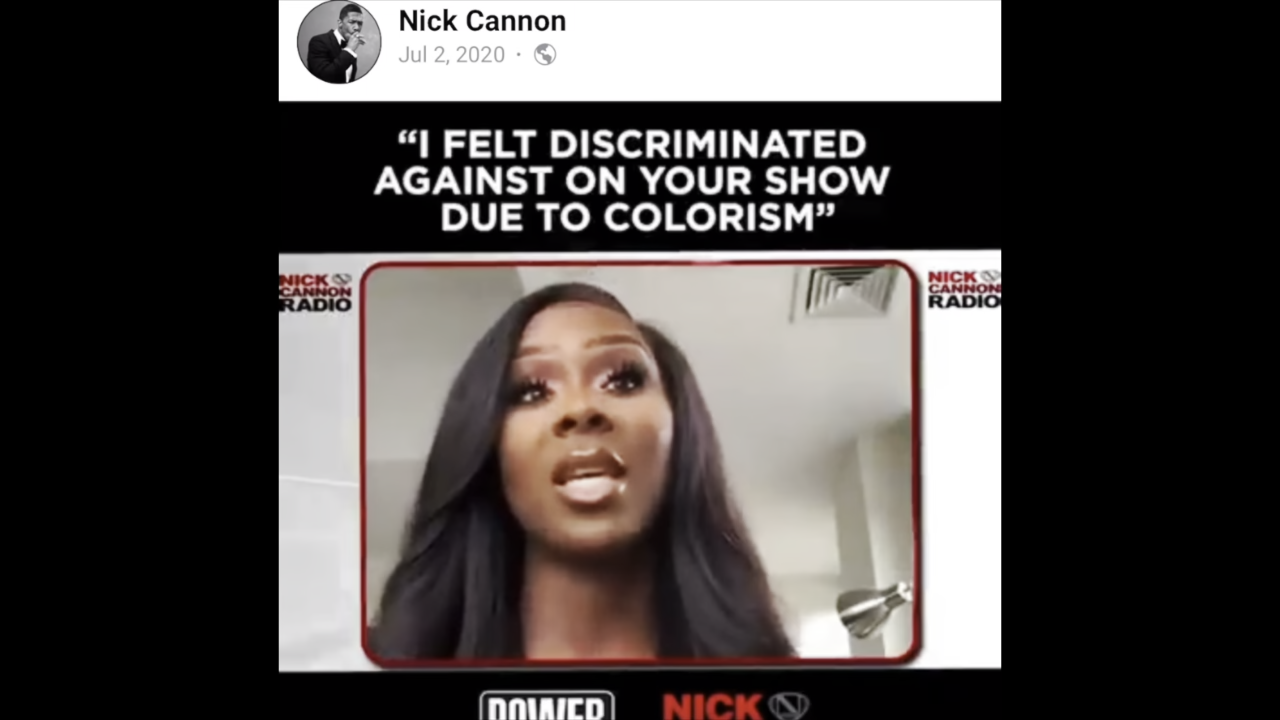 Nick Cannon
Jul 2, 2020 ·
“I FELT DISCRIMINATED
AGAINST ON YOUR SHOW
DUE TO COLORISM”
NICK
CANNON
RADIO
NICK
CANNON
RADIO
POWER
NICK